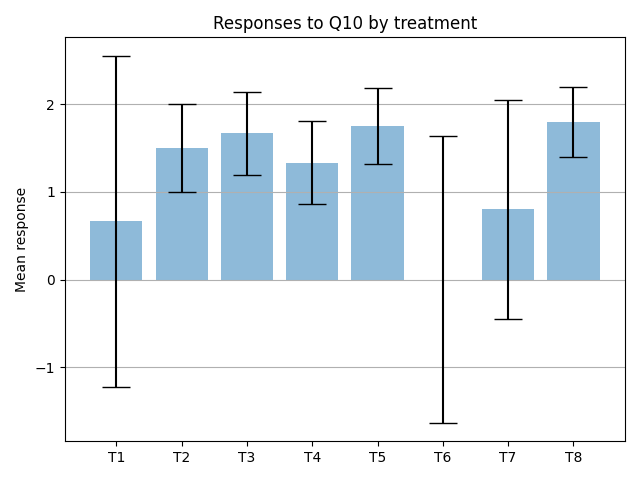 Responses to Q10 by treatment
Mean response
2
1
0
−1
T1 T2 T3 T4 T5 T6 T7 T8